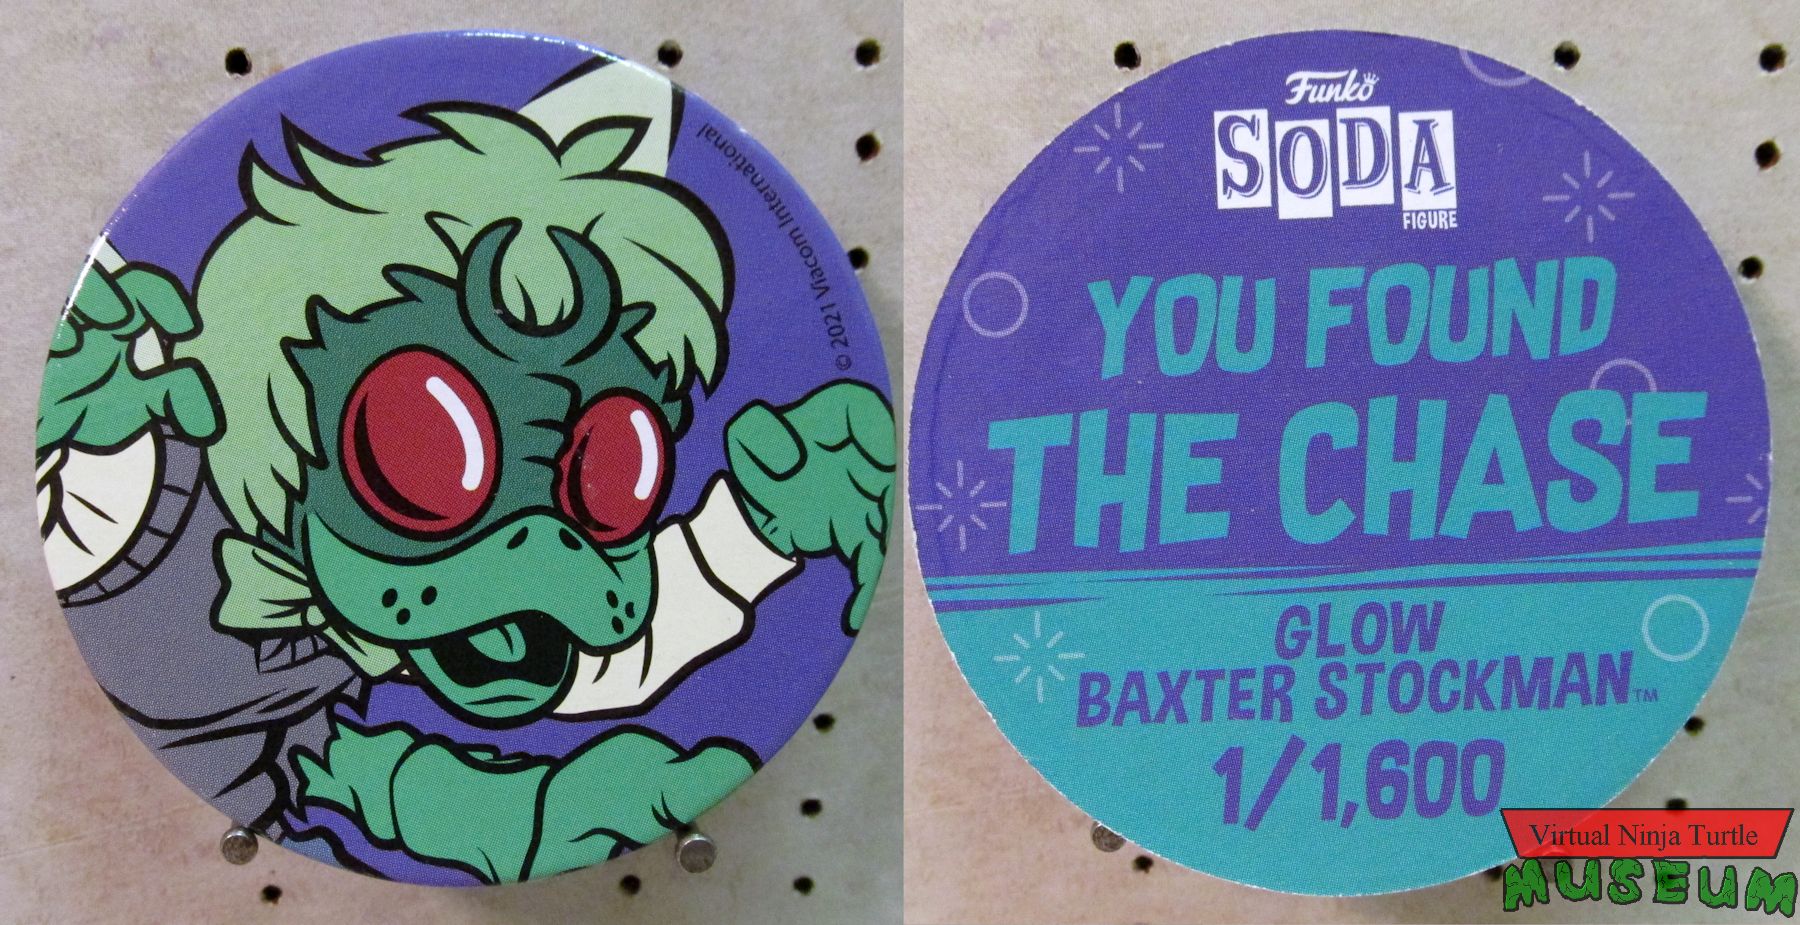 © 2021 Viacom International
Funko
SODA
FIGURE
YOU FOUND
THE CHASE
GLOW
BAXTER STOCKMAN™
1/1,600
Virtual Ninja Turtle
MUSEUM